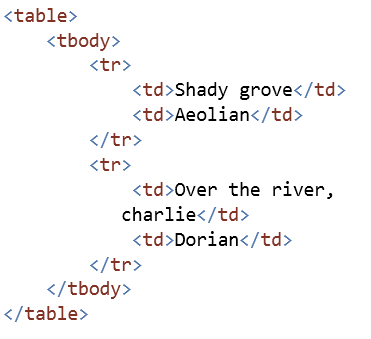 <table>
<tbody>
<tr>
<td>Shady grove</td>
<td>Aeolian</td>
</tr>
<tr>
<td>Over the river,
charlie</td>
<td>Dorian</td>
</tr>
</tbody>
</table>